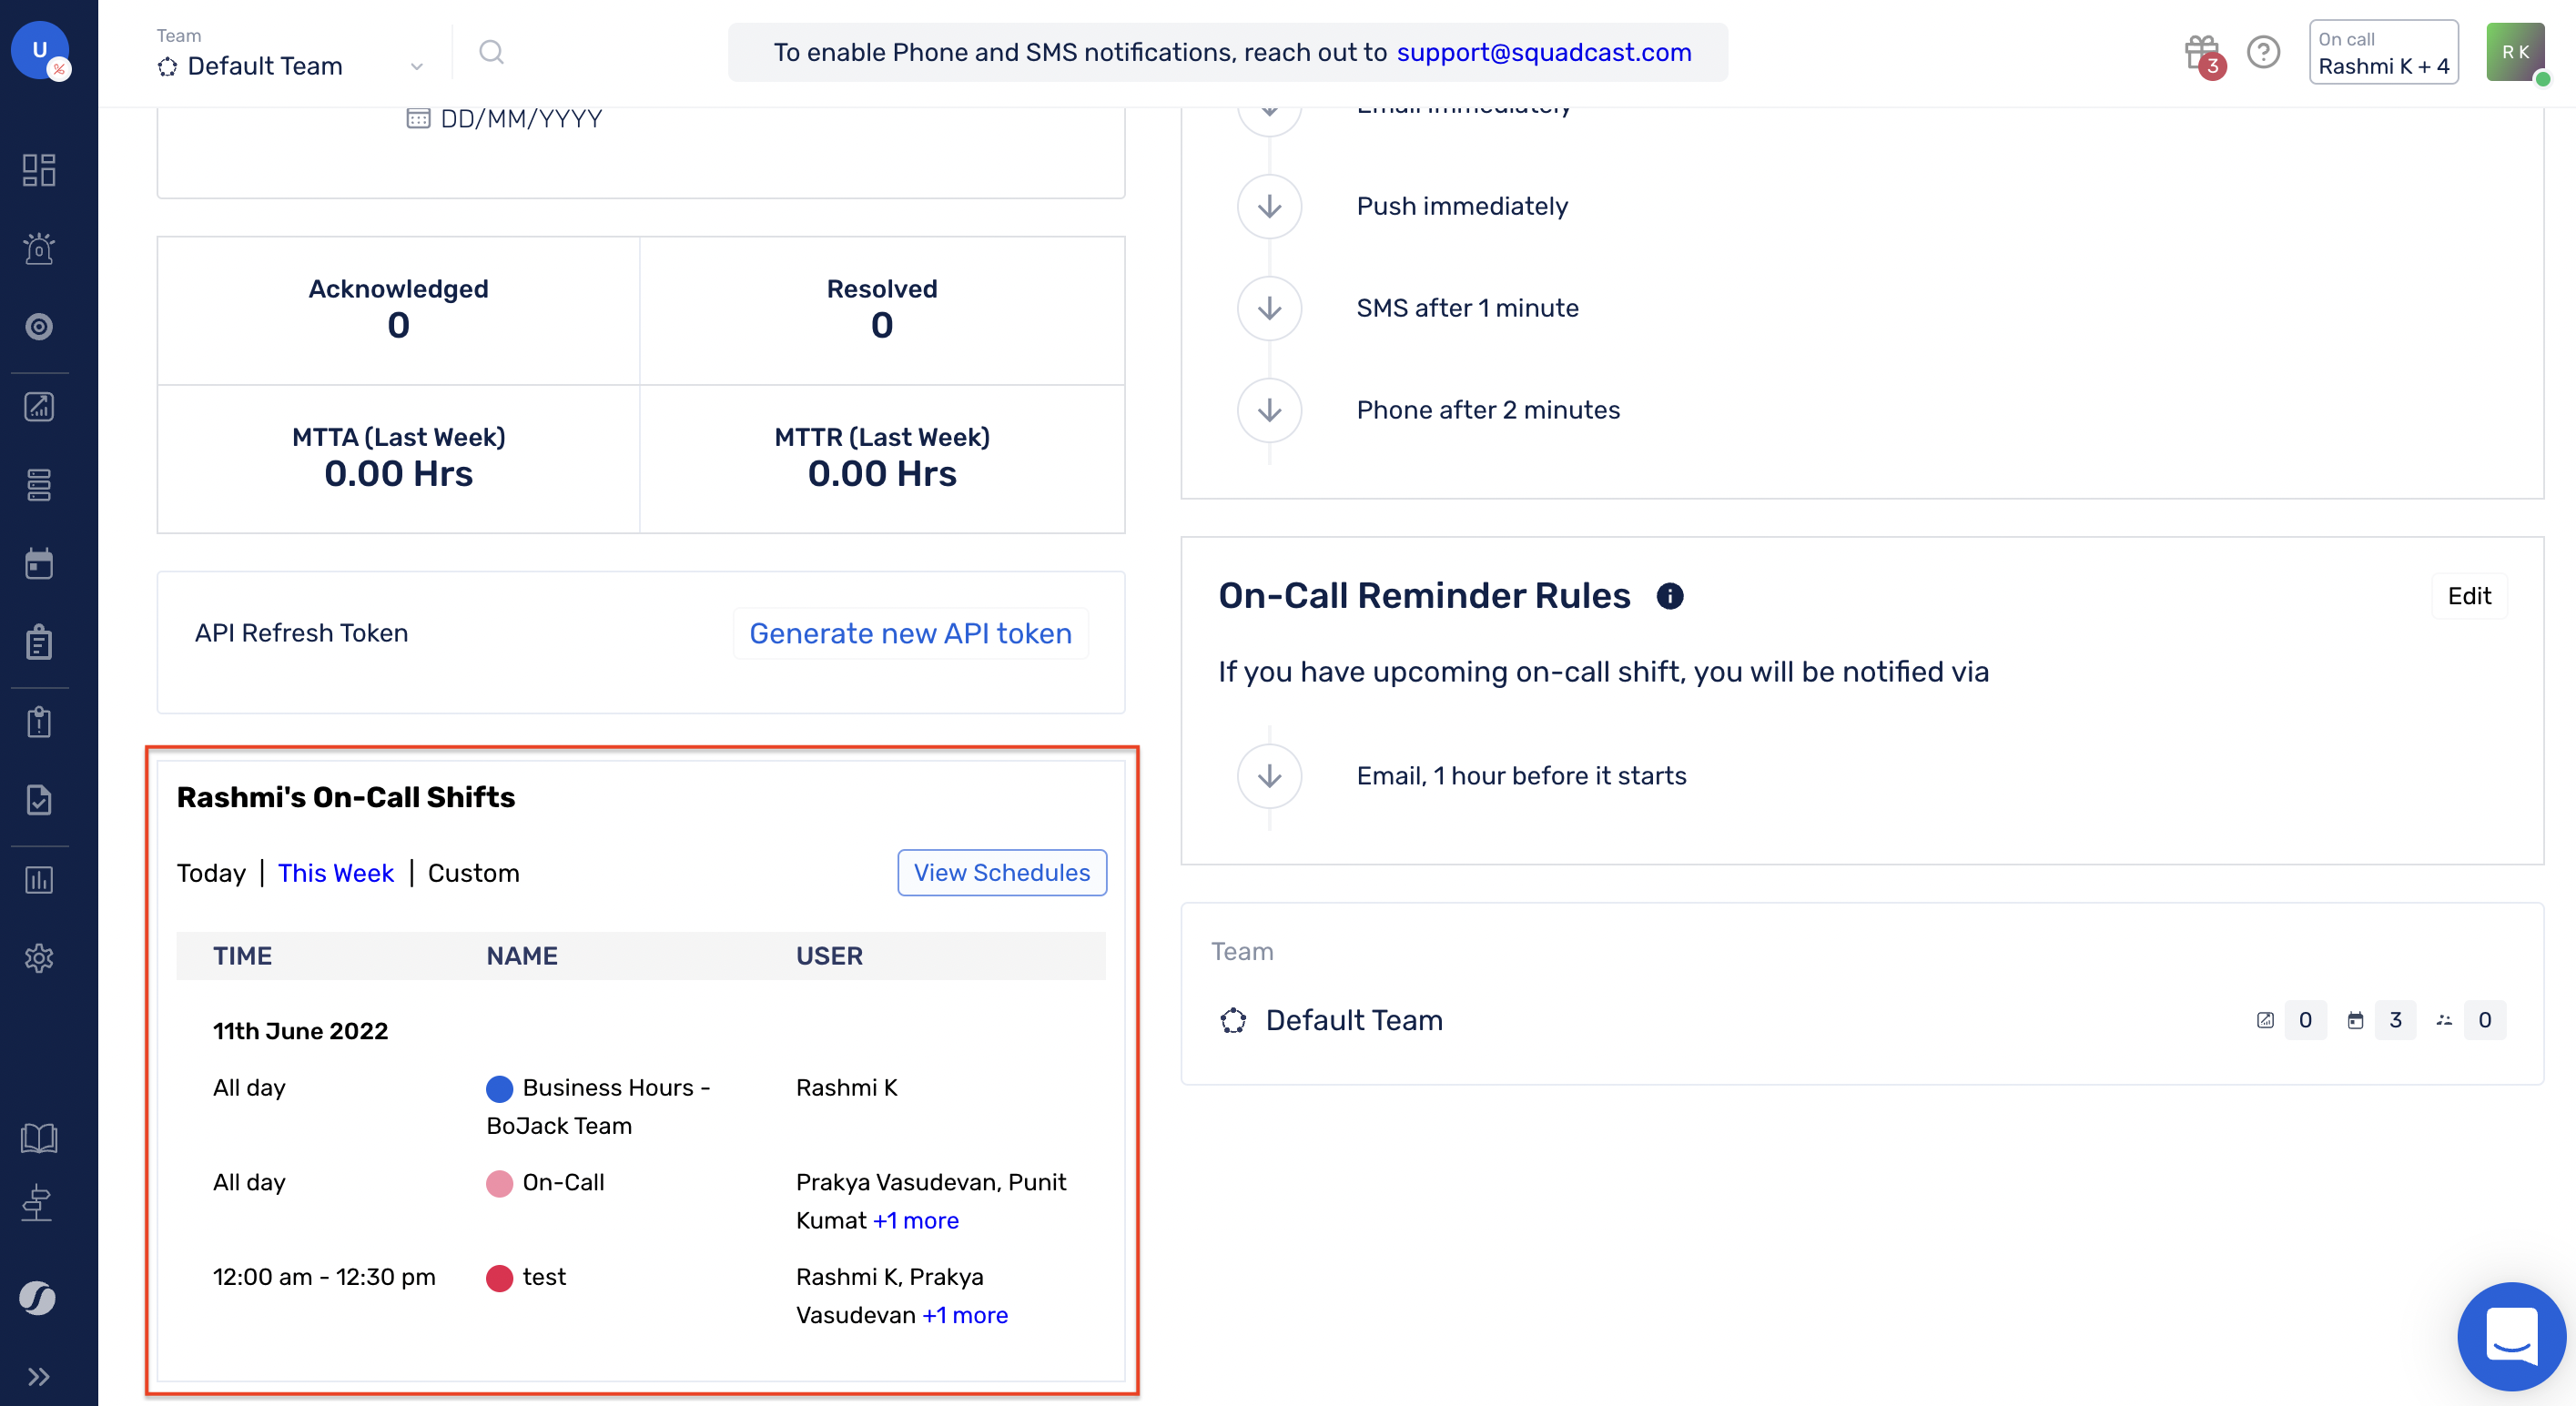 U
Team
Default Team
To enable Phone and SMS notifications, reach out to support@squadcast.com
3
On call
Rashmi K + 4
R K
DD/MM/YYYY
Acknowledged
0
Resolved
0
MTTA (Last Week)
0.00 Hrs
MTTR (Last Week)
0.00 Hrs
API Refresh Token
Generate new API token
Rashmi's On-Call Shifts
Today | This Week | Custom
View Schedules
TIME NAME USER
11th June 2022
All day
Business Hours -
BoJack Team
Rashmi K
All day
On-Call
Prakya Vasudevan, Punit
Kumat +1 more
12:00 am - 12:30 pm
test
Rashmi K, Prakya
Vasudevan +1 more
Email immediately
Push immediately
SMS after 1 minute
Phone after 2 minutes
On-Call Reminder Rules
Edit
If you have upcoming on-call shift, you will be notified via
Email, 1 hour before it starts
Team
Default Team
0
3
0